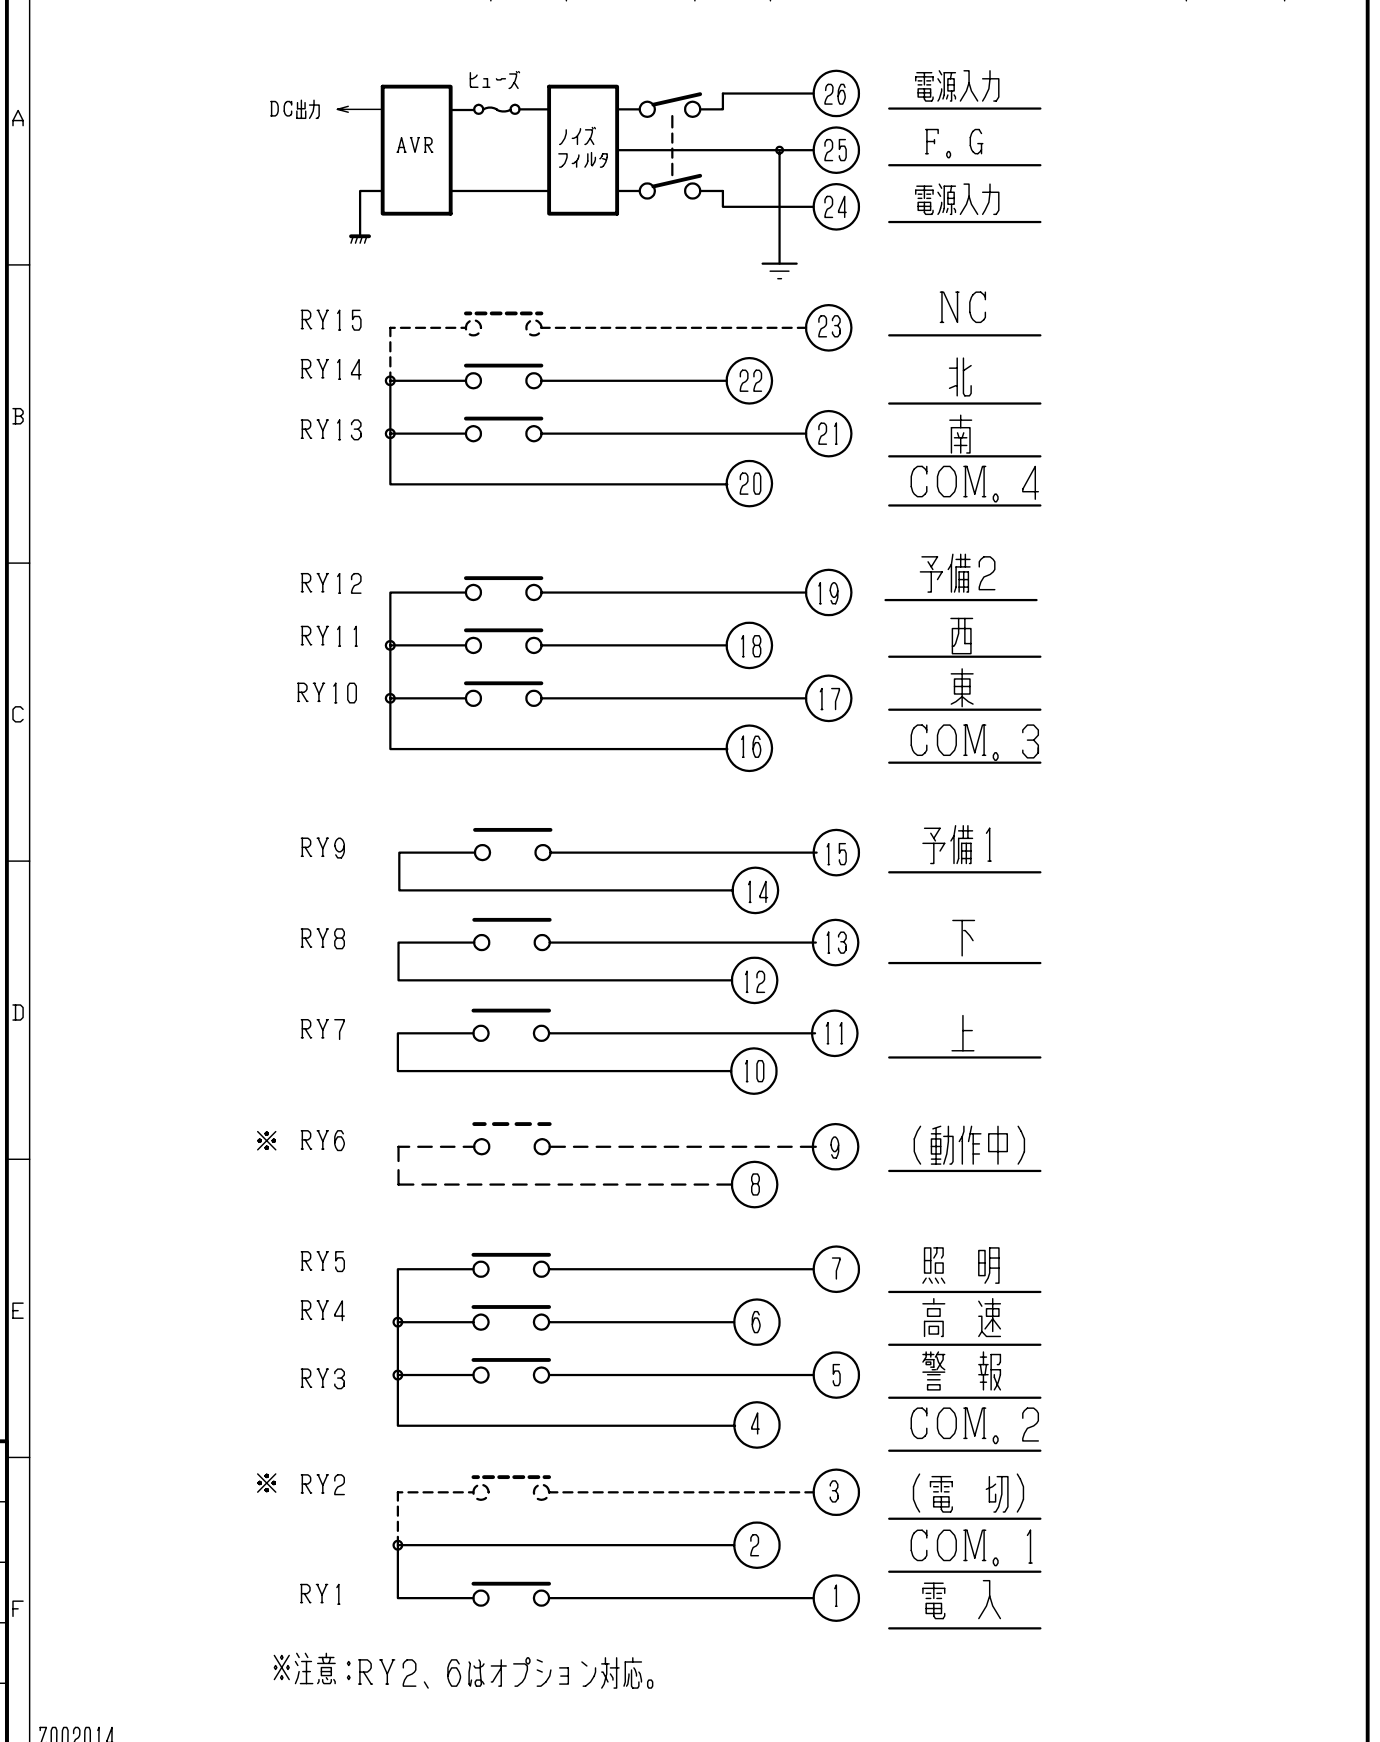 A
B
C
D
E
F
ヒューズ
DC出力
AVR
ノイズ
フィルタ
26 電源入力
25 F.G
24 電源入力
RY15 23 NC
RY14 22 北
RY13 21 南
20 COM.4
RY12 19 予備2
RY11 18 西
RY10 17 東
16 COM.3
RY9 15 予備1
14
RY8 13 下
12
RY7 11 上
10
※ RY6 9 (動作中)
8
RY5 7 照 明
RY4 6 高 速
RY3 5 警 報
4 COM.2
※ RY2 3 (電 切)
2 COM.1
RY1 1 電 入
※注意:RY2、6はオプション対応。
7002014